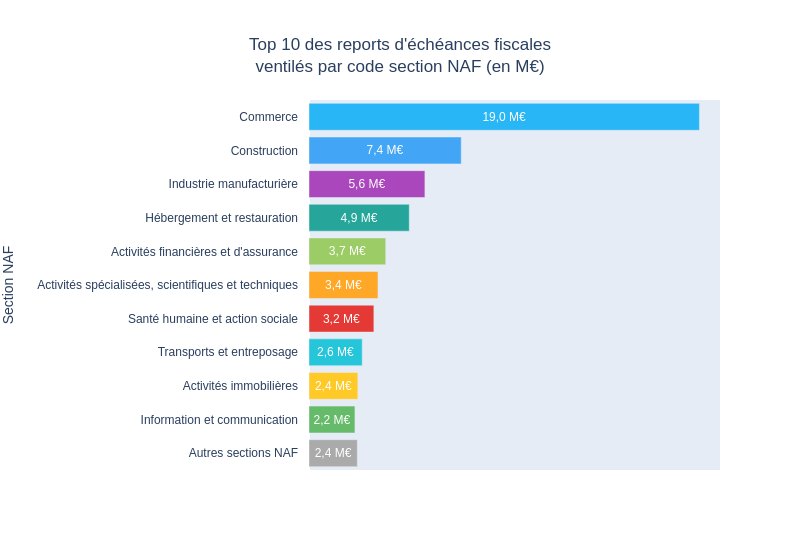 Top 10 des reports d'échéances fiscales
ventilés par code section NAF (en M€)
Section NAF
Commerce 19,0 M€
Construction 7,4 M€
Industrie manufacturière 5,6 M€
Hébergement et restauration 4,9 M€
Activités financières et d'assurance 3,7 M€
Activités spécialisées, scientifiques et techniques 3,4 M€
Santé humaine et action sociale 3,2 M€
Transports et entreposage 2,6 M€
Activités immobilières 2,4 M€
Information et communication 2,2 M€
Autres sections NAF 2,4 M€